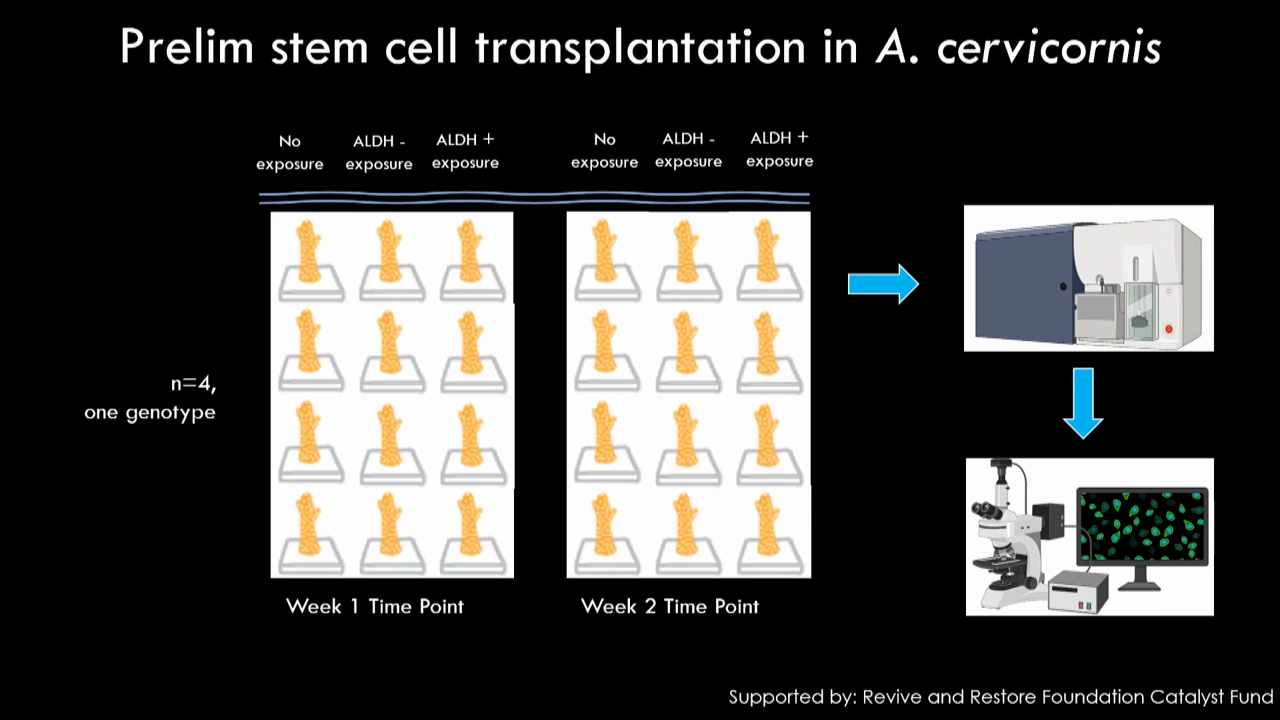 Prelim stem cell transplantation in A. cervicornis
No exposure
ALDH - exposure
ALDH + exposure
No exposure
ALDH - exposure
ALDH + exposure
n=4,
one genotype
Week 1 Time Point
Week 2 Time Point
Supported by: Revive and Restore Foundation Catalyst Fund